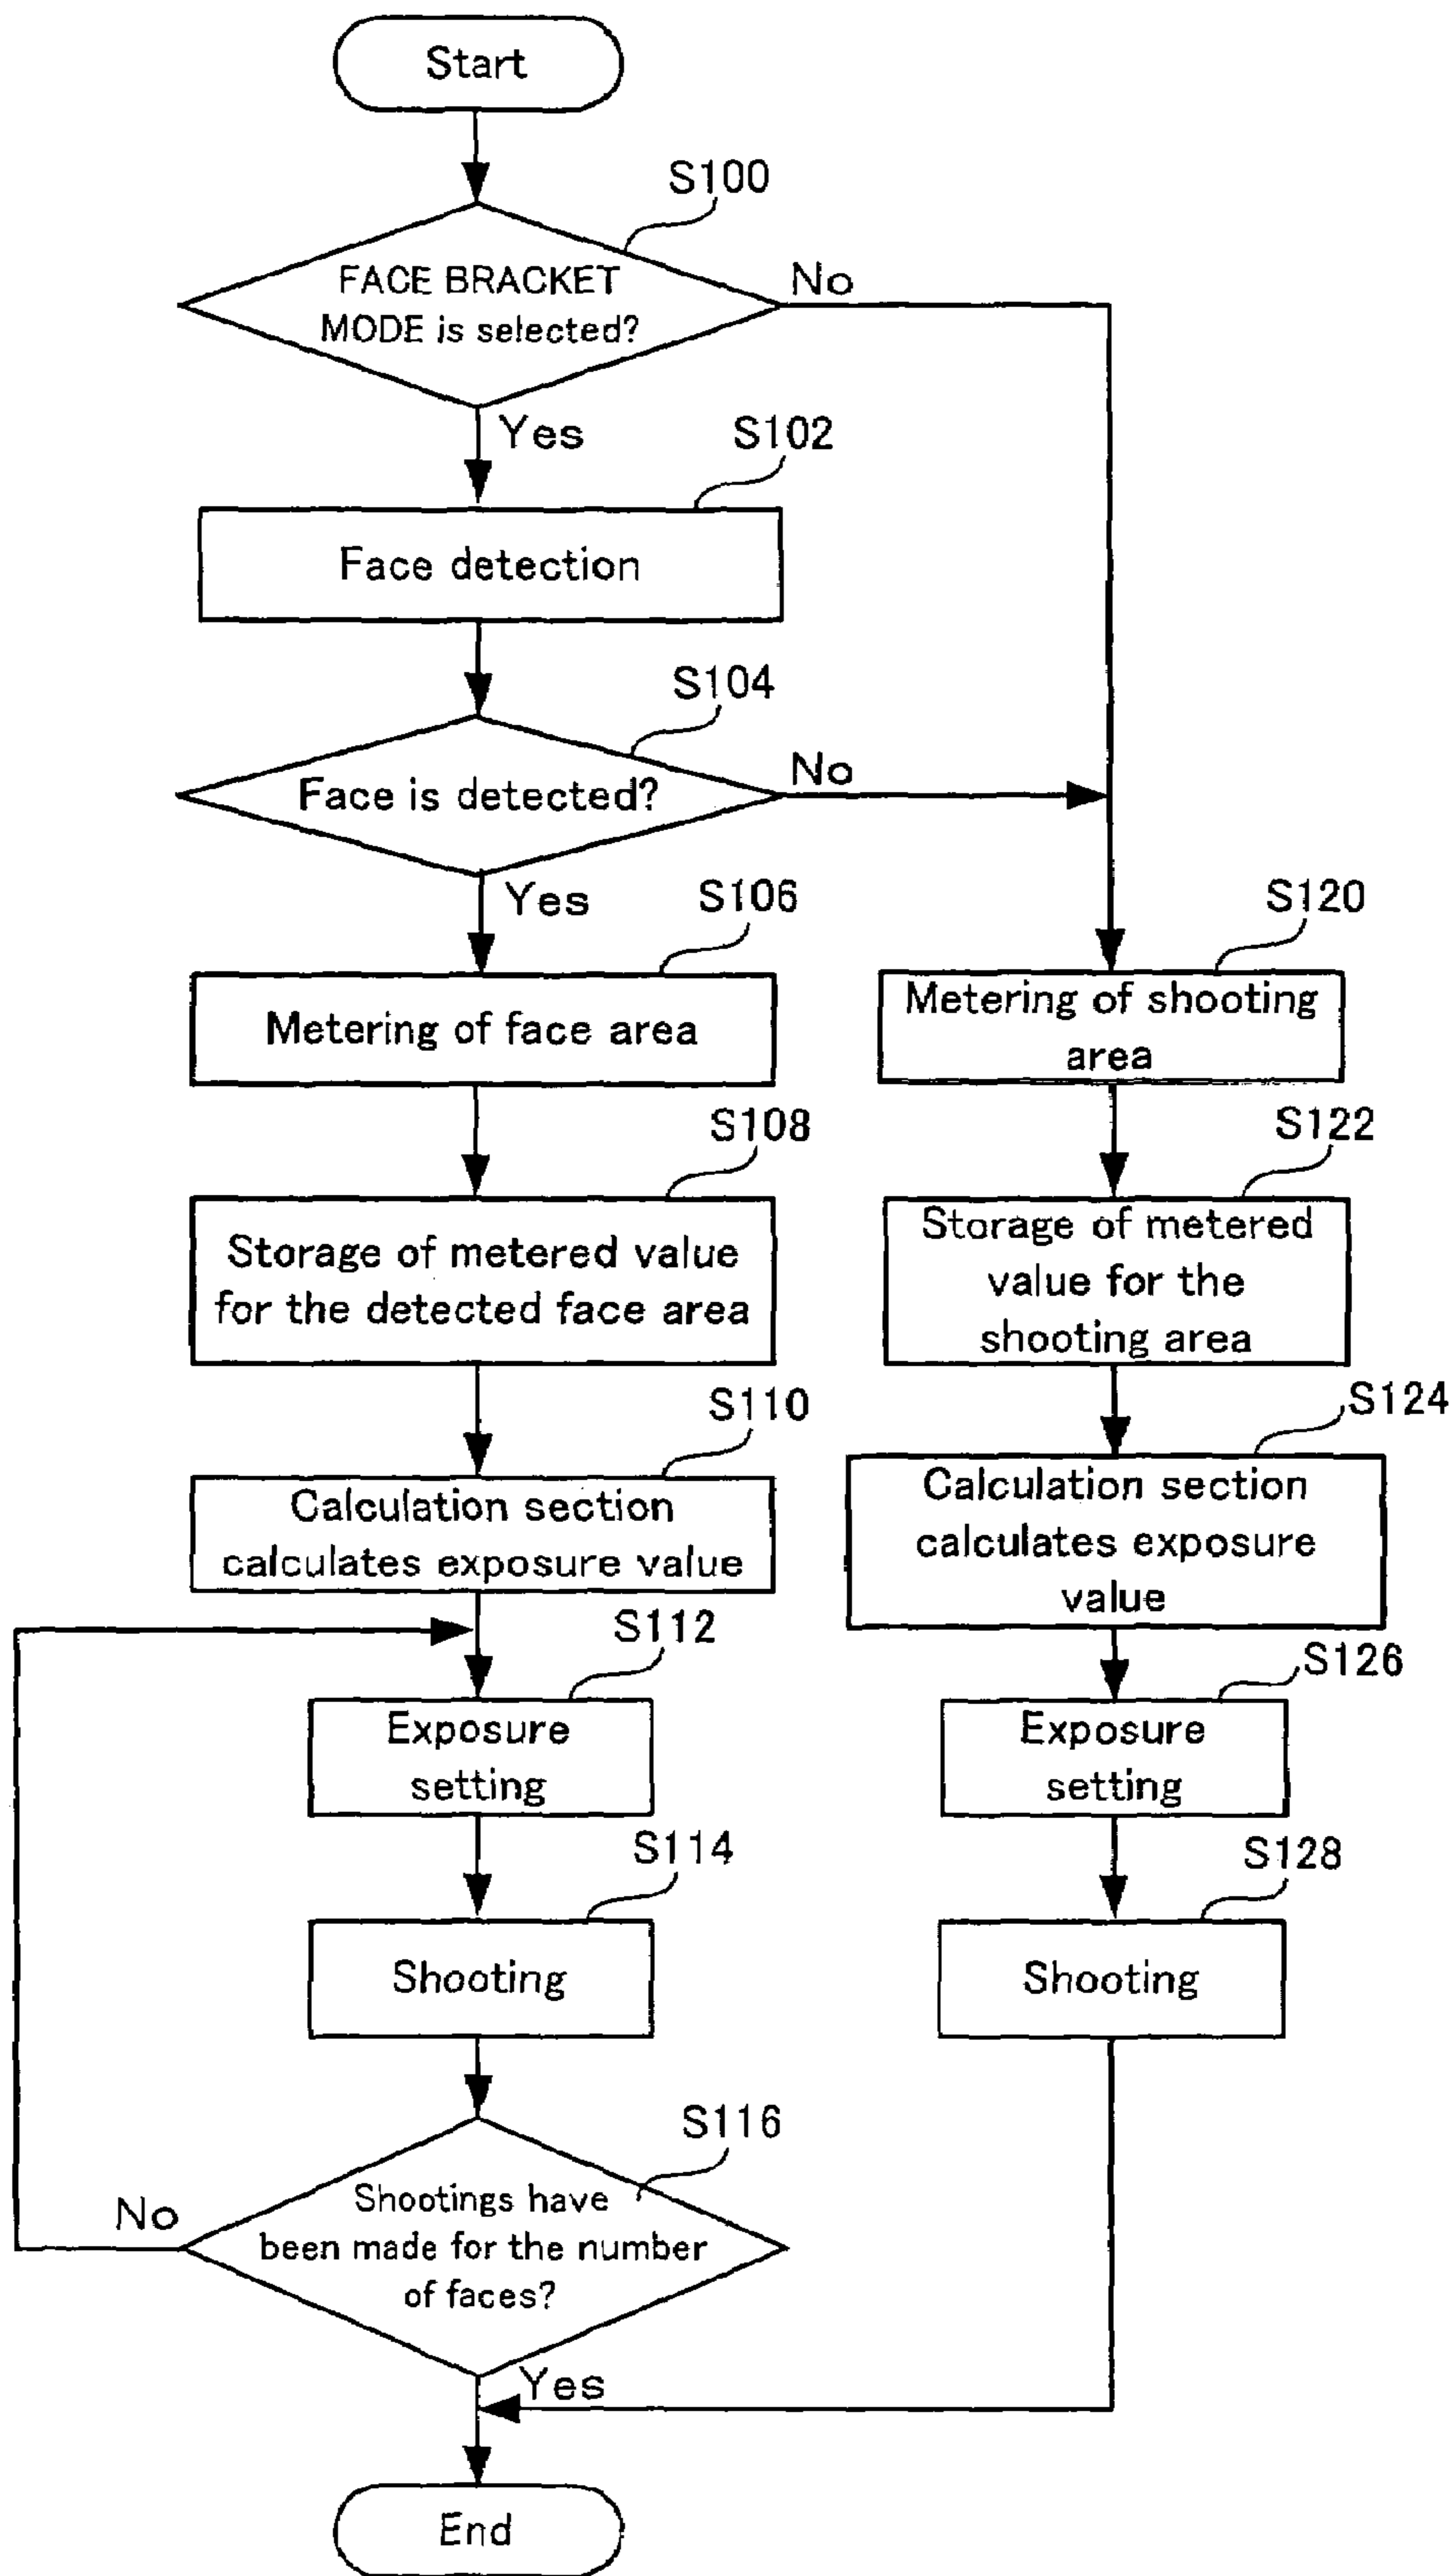 Start
S100
FACE BRACKET
MODE is selected?
No
Yes
S102
Face detection
S104
Face is detected?
No
Yes
S106
Metering of face area
S108
Storage of metered value
for the detected face area
S110
Calculation section
calculates exposure value
S112
Exposure
setting
S114
Shooting
S116
Shootings have
been made for the number
of faces?
No
Yes
S120
Metering of shooting
area
S122
Storage of metered
value for the
shooting area
S124
Calculation section
calculates exposure
value
S126
Exposure
setting
S128
Shooting
End